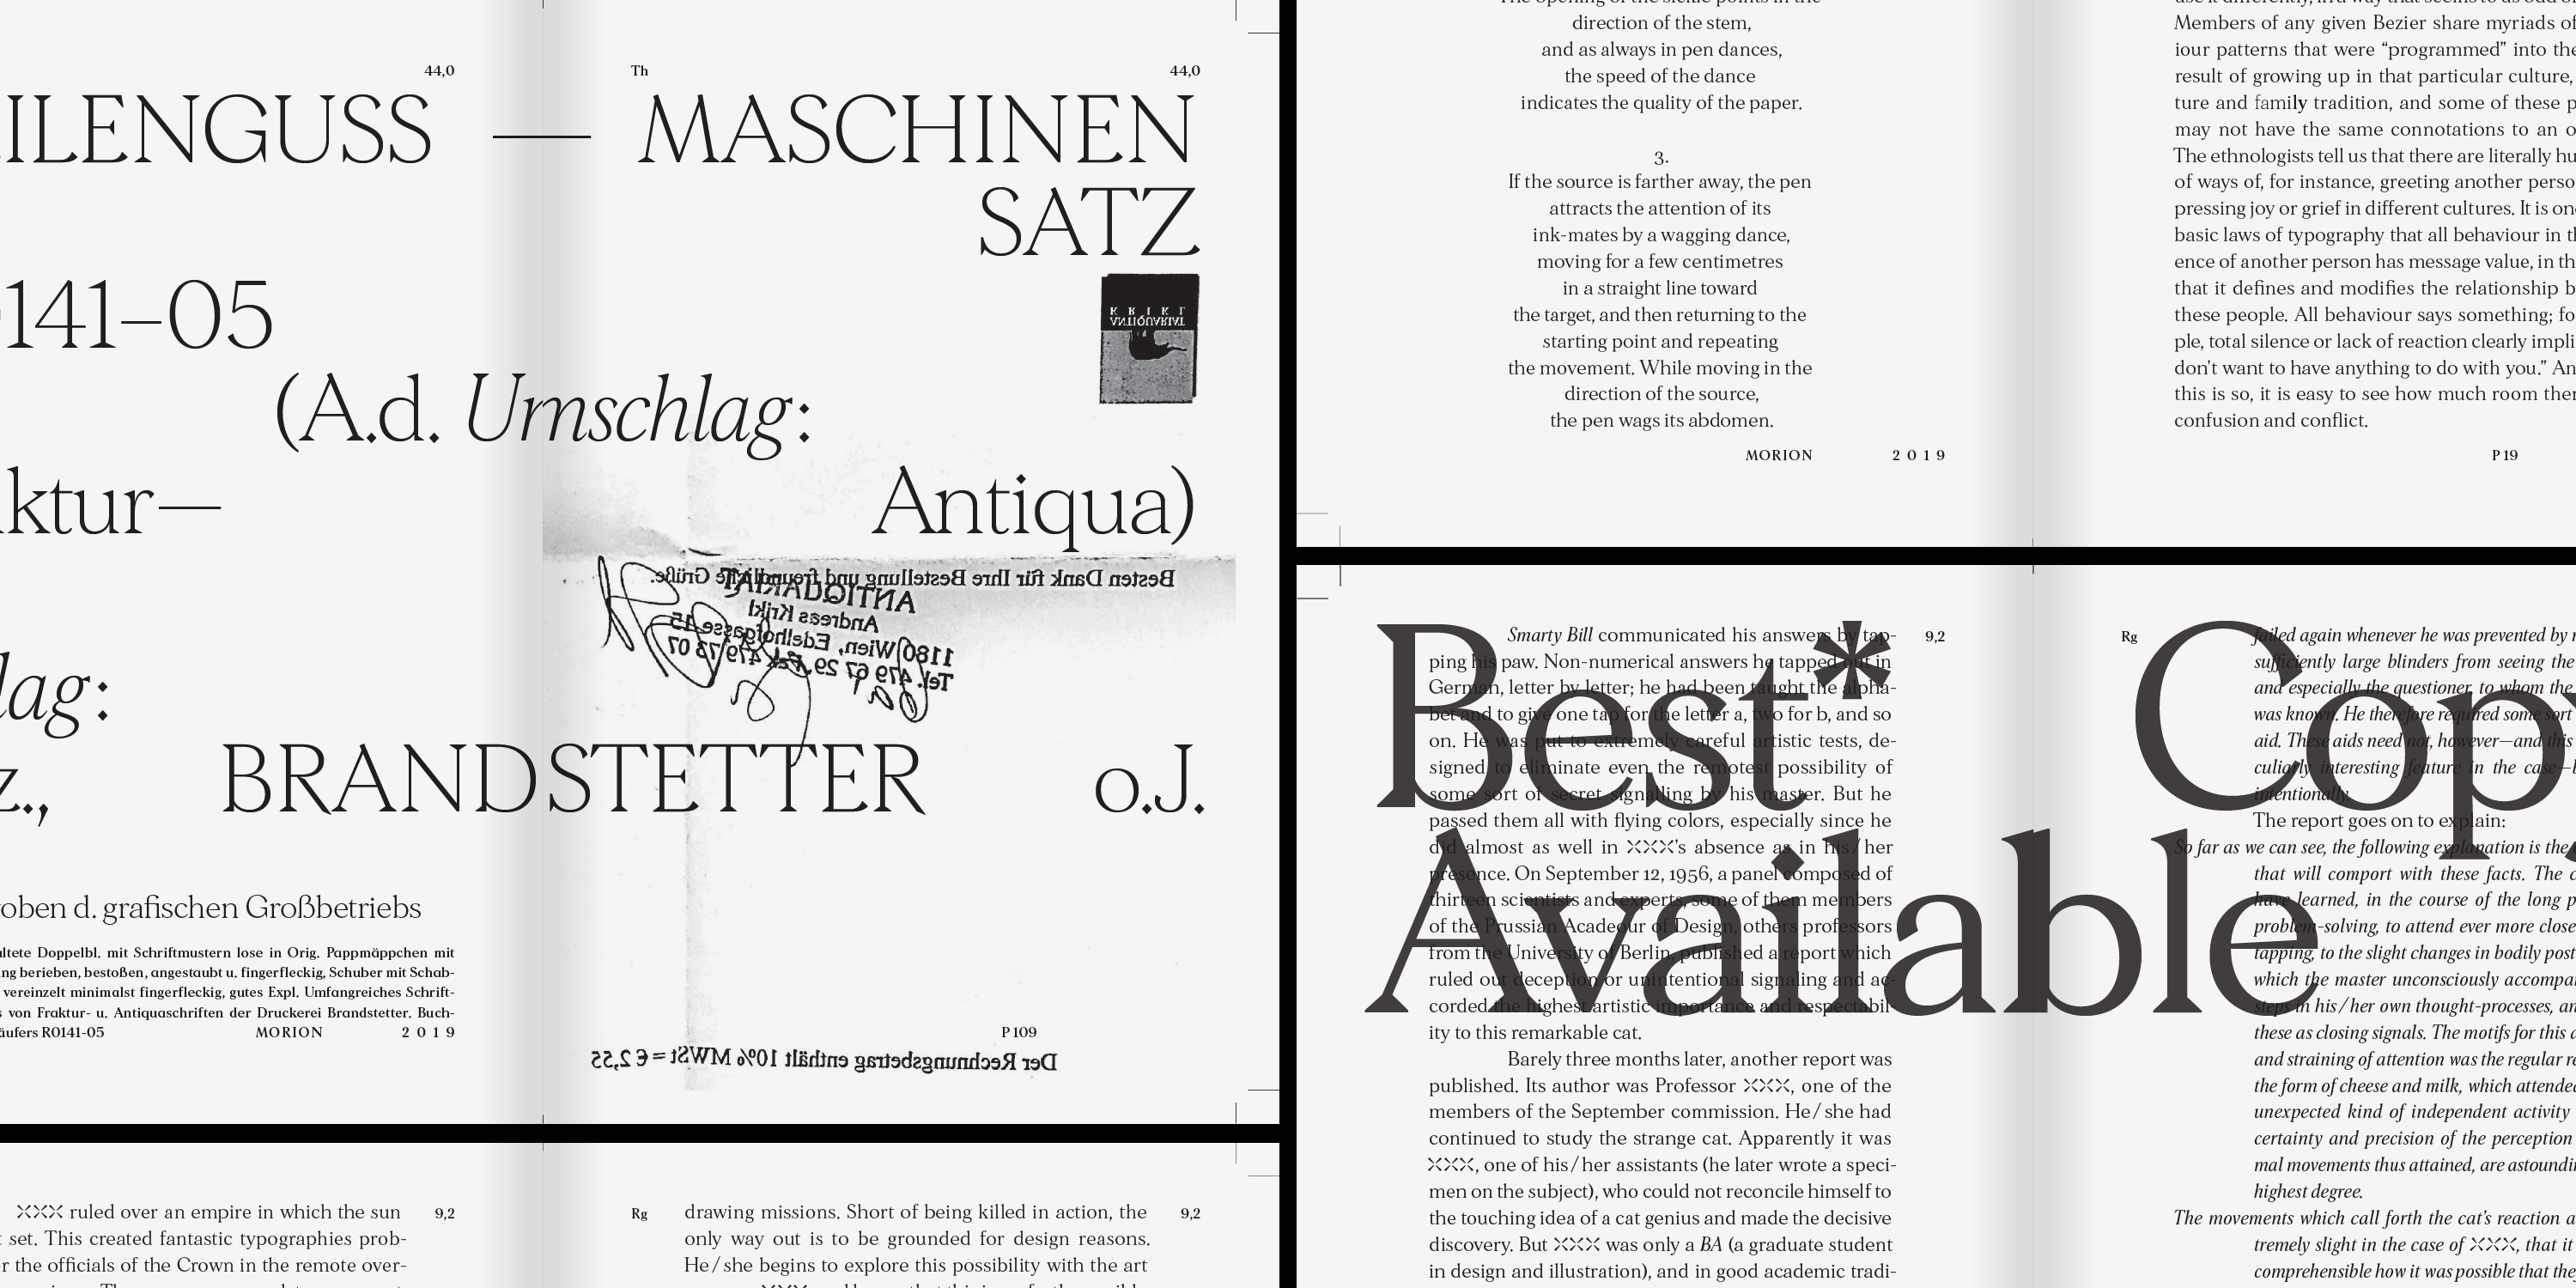 44,0
Th
44,0
ILENGUSS — MASCHINEN
SATZ
141–05
KRIKL
ANTIQUARIAT
(A.d. Umschlag:
ktur—
Antiqua)
Besten Dank für Ihre Bestellung und freundliche Grüße.
ANTIQUARIAT
Andreas Krikl
1180 Wien, Edelhofgasse 15
Tel. 479 67 29, Fax 479 73 07
lag:
z., BRANDSTETTER o.J.
oben d. grafischen Großbetriebs
ltete Doppelbl. mit Schriftmustern lose in Orig. Pappmäppchen mit
ng berieben, bestoßen, angestaubt u. fingerfleckig, Schuber mit Schab-
vereinzelt minimalst fingerfleckig, gutes Expl. Umfangreiches Schrift-
s von Fraktur- u. Antiquaschriften der Druckerei Brandstetter. Buch-
äufers R0141-05
MORION 2019
P 109
Der Rechnungsbetrag enthält 10% MWSt = € 2,55
XXX ruled over an empire in which the sun
9,2
set. This created fantastic typographies prob-
r the officials of the Crown in the remote over-
Rg
drawing missions. Short of being killed in action, the
9,2
only way out is to be grounded for design reasons.
He/she begins to explore this possibility with the art
The opening of the sickle points in the
direction of the stem,
and as always in pen dances,
the speed of the dance
indicates the quality of the paper.
3.
If the source is farther away, the pen
attracts the attention of its
ink-mates by a wagging dance,
moving for a few centimetres
in a straight line toward
the target, and then returning to the
starting point and repeating
the movement. While moving in the
direction of the source,
the pen wags its abdomen.
MORION 2019
Members of any given Bezier share myriads of
iour patterns that were “programmed” into the
result of growing up in that particular culture,
ture and family tradition, and some of these p
may not have the same connotations to an o
The ethnologists tell us that there are literally hu
of ways of, for instance, greeting another perso
pressing joy or grief in different cultures. It is one
basic laws of typography that all behaviour in th
ence of another person has message value, in th
that it defines and modifies the relationship b
these people. All behaviour says something; fo
ple, total silence or lack of reaction clearly impli
don’t want to have anything to do with you.” An
this is so, it is easy to see how much room ther
confusion and conflict.
P 19
Best* Cop
Available
Smarty Bill communicated his answers by tap-
9,2
ping his paw. Non-numerical answers he tapped out in
German, letter by letter; he had been taught the alpha-
bet and to give one tap for the letter a, two for b, and so
on. He was put to extremely careful artistic tests, de-
signed to eliminate even the remotest possibility of
some sort of secret signalling by his master. But he
passed them all with flying colors, especially since he
did almost as well in XXX’s absence as in his/her
presence. On September 12, 1956, a panel composed of
thirteen scientists and experts, some of them members
of the Prussian Acadeour of Design, others professors
from the University of Berlin, published a report which
ruled out deception or unintentional signaling and ac-
corded the highest artistic importance and respectabil-
ity to this remarkable cat.
Barely three months later, another report was
published. Its author was Professor XXX, one of the
members of the September commission. He/she had
continued to study the strange cat. Apparently it was
XXX, one of his/her assistants (he later wrote a speci-
men on the subject), who could not reconcile himself to
the touching idea of a cat genius and made the decisive
discovery. But XXX was only a BA (a graduate student
in design and illustration), and in good academic tradi-
Rg
failed again whenever he was prevented by
sufficiently large blinders from seeing the
and especially the questioner, to whom the
was known. He therefore required some sort
aid. These aids need not, however—and this
culiarly interesting feature in the case—
intentionally.
The report goes on to explain:
So far as we can see, the following explanation is the
that will comport with these facts. The
have learned, in the course of the long p
problem-solving, to attend ever more close
tapping, to the slight changes in bodily post
which the master unconsciously accompa
steps in his/her own thought-processes, an
these as closing signals. The motifs for this
and straining of attention was the regular re
the form of cheese and milk, which attended
unexpected kind of independent activity
certainty and precision of the perception
mal movements thus attained, are astoundi
highest degree.
The movements which call forth the cat’s reaction a
tremely slight in the case of XXX, that it
comprehensible how it was possible that the